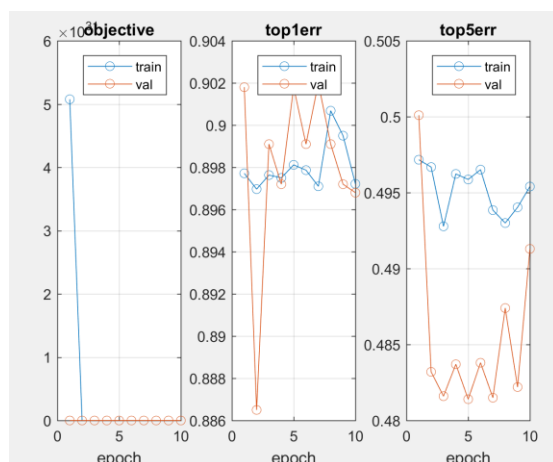 ×10^31 objective
train
val
6
5
4
3
2
1
0
0 5 10
epoch
top1err
train
val
0.904
0.902
0.9
0.898
0.896
0.894
0.892
0.89
0.888
0.886
0 5 10
epoch
top5err
train
val
0.505
0.5
0.495
0.49
0.485
0.48
0 5 10
epoch